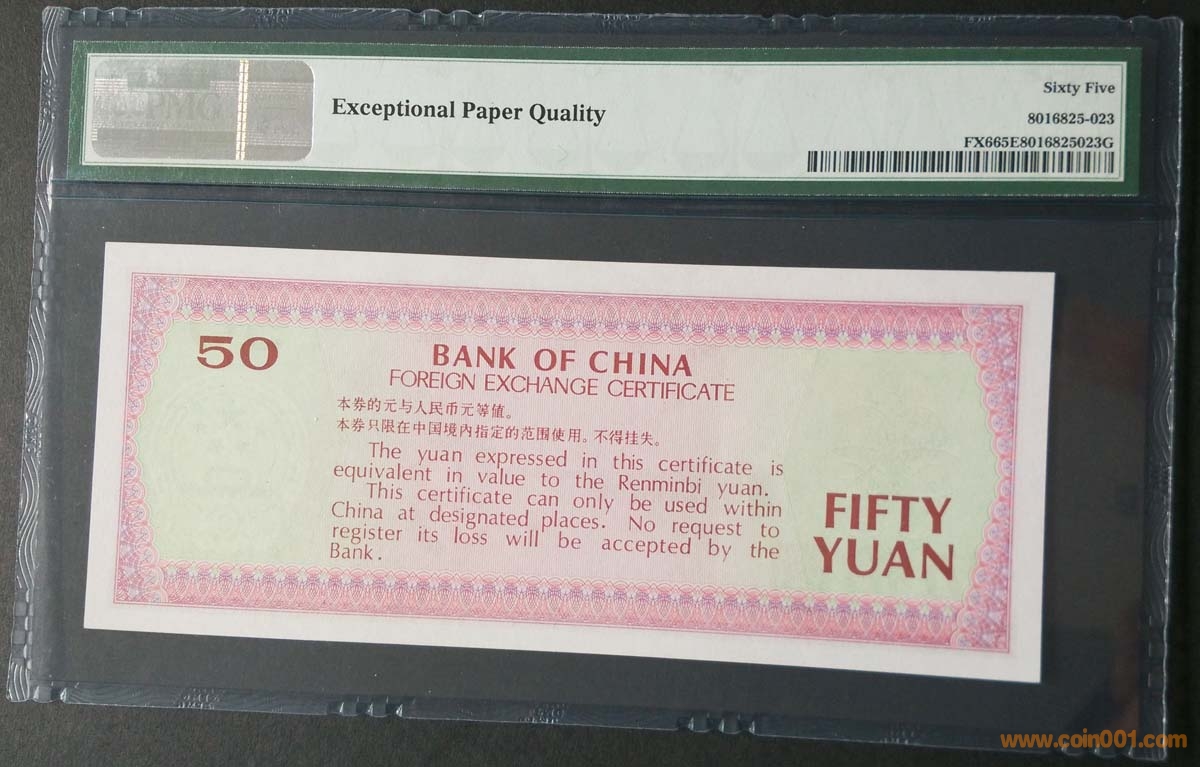 PMG
Exceptional Paper Quality
Sixty Five
8016825-023
FX665E8016825023G
50
BANK OF CHINA
FOREIGN EXCHANGE CERTIFICATE
本券的元与人民币元等値。
本券只限在中国境内指定的范围使用。不得挂失。
The yuan expressed in this certificate is
equivalent in value to the Renminbi yuan.
This certificate can only be used within
China at designated places. No request to
register its loss will be accepted by the
Bank.
FIFTY
YUAN
www.coin001.com